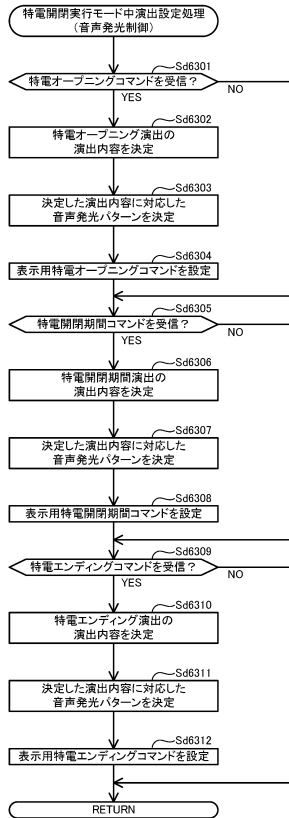 特電開閉実行モード中演出設定処理
(音声発光制御)
Sd6301
特電オープニングコマンドを受信?
NO
YES
Sd6302
特電オープニング演出の
演出内容を決定
Sd6303
決定した演出内容に対応した
音声発光パターンを決定
Sd6304
表示用特電オープニングコマンドを設定
Sd6305
特電開閉期間コマンドを受信?
NO
YES
Sd6306
特電開閉期間演出の
演出内容を決定
Sd6307
決定した演出内容に対応した
音声発光パターンを決定
Sd6308
表示用特電開閉期間コマンドを設定
Sd6309
特電エンディングコマンドを受信?
NO
YES
Sd6310
特電エンディング演出の
演出内容を決定
Sd6311
決定した演出内容に対応した
音声発光パターンを決定
Sd6312
表示用特電エンディングコマンドを設定
RETURN